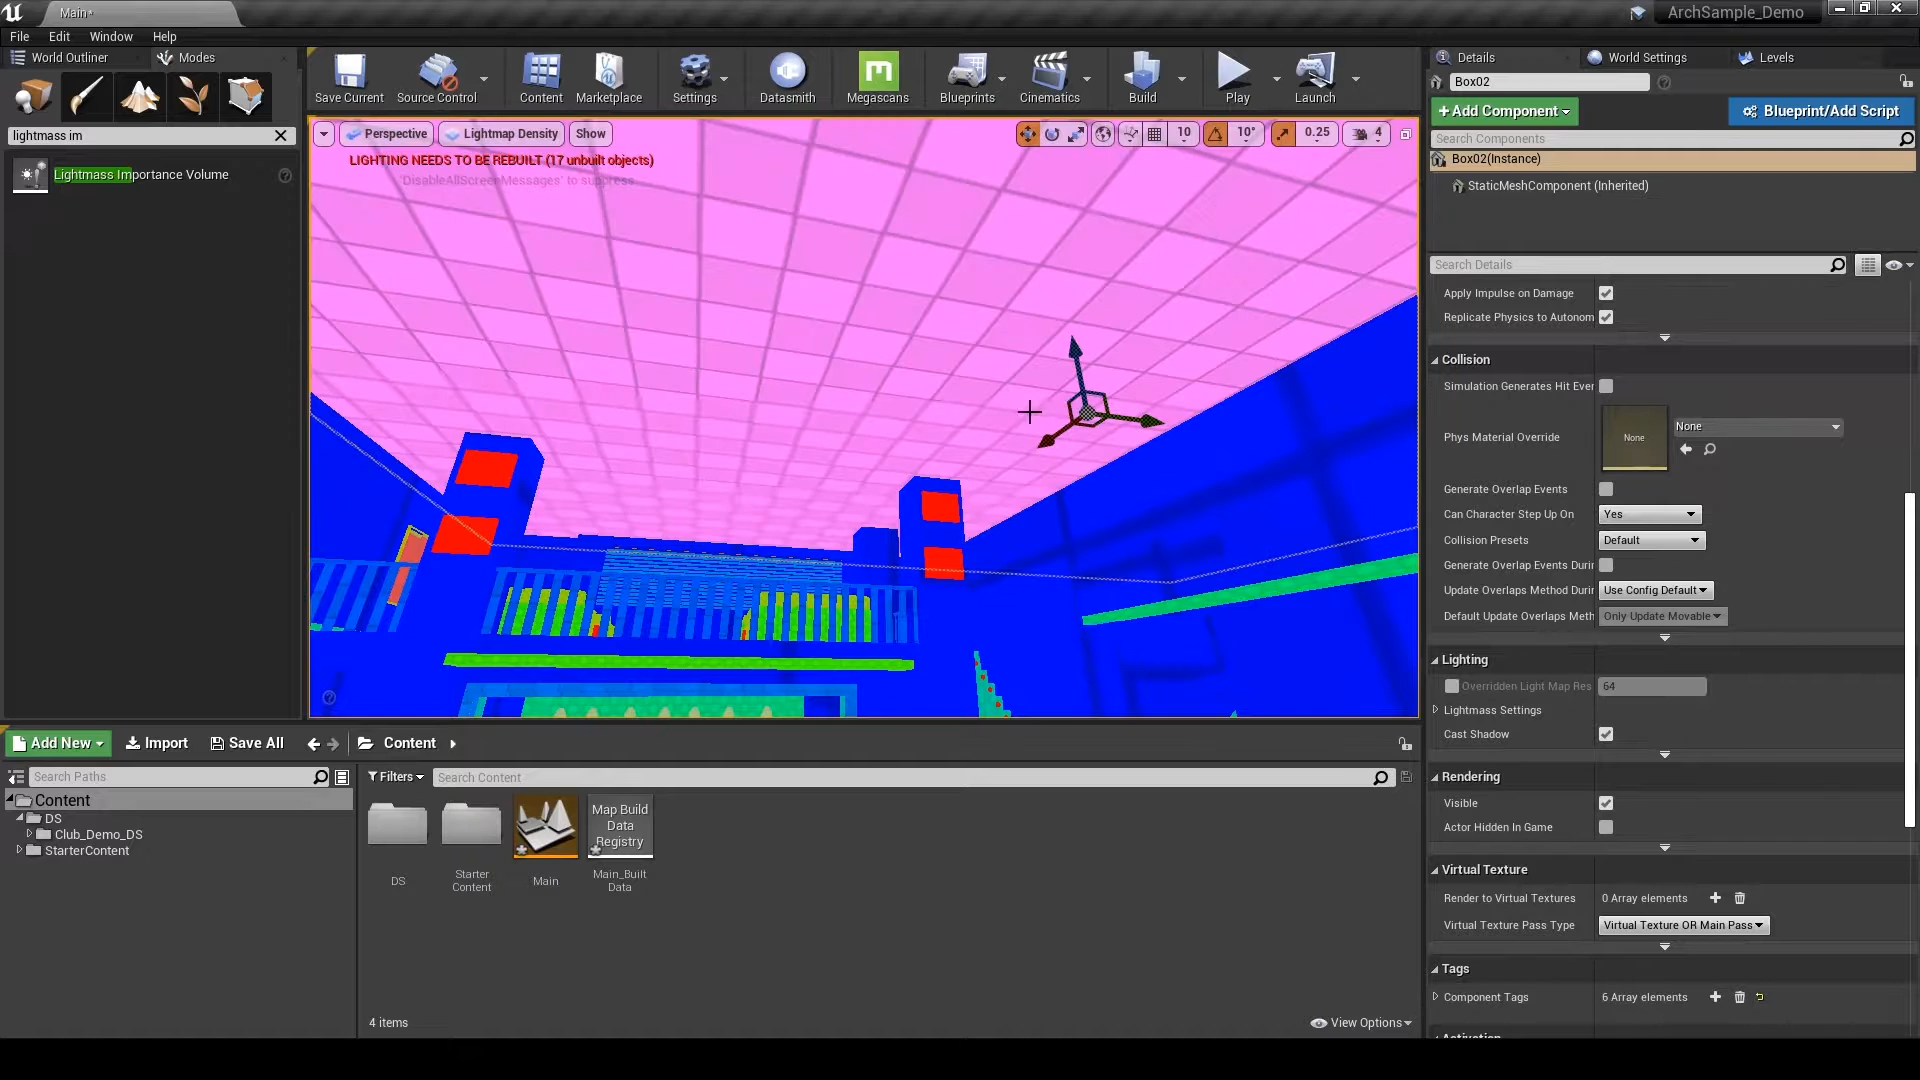 Main*
ArchSample_Demo
File Edit Window Help
World Outliner
Modes
lightmass im
Lightmass Importance Volume
Save Current
Source Control
Content
Marketplace
Settings
Datasmith
Megascans
Blueprints
Cinematics
Build
Play
Launch
Perspective
Lightmap Density
Show
10
10°
0.25
4
LIGHTING NEEDS TO BE REBUILT (17 unbuilt objects)
'DisableAllScreenMessages' to suppress
Details
World Settings
Levels
Box02
+Add Component
Blueprint/Add Script
Search Components
Box02(Instance)
StaticMeshComponent (Inherited)
Search Details
Apply Impulse on Damage
Replicate Physics to Autonom
Collision
Simulation Generates Hit Ever
Phys Material Override
None
None
Generate Overlap Events
Can Character Step Up On
Yes
Collision Presets
Default
Generate Overlap Events Durin
Update Overlaps Method Durin
Use Config Default
Default Update Overlaps Meth
Only Update Movable
Lighting
Overridden Light Map Res
64
Lightmass Settings
Cast Shadow
Rendering
Visible
Actor Hidden In Game
Virtual Texture
Render to Virtual Textures
0 Array elements
Virtual Texture Pass Type
Virtual Texture OR Main Pass
Tags
Component Tags
6 Array elements
Activation
Add New
Import
Save All
Content
Search Paths
Content
DS
Club_Demo_DS
StarterContent
Filters
Search Content
DS
Starter
Content
Main
Map Build
Data
Registry
Main_Built
Data
4 items
View Options